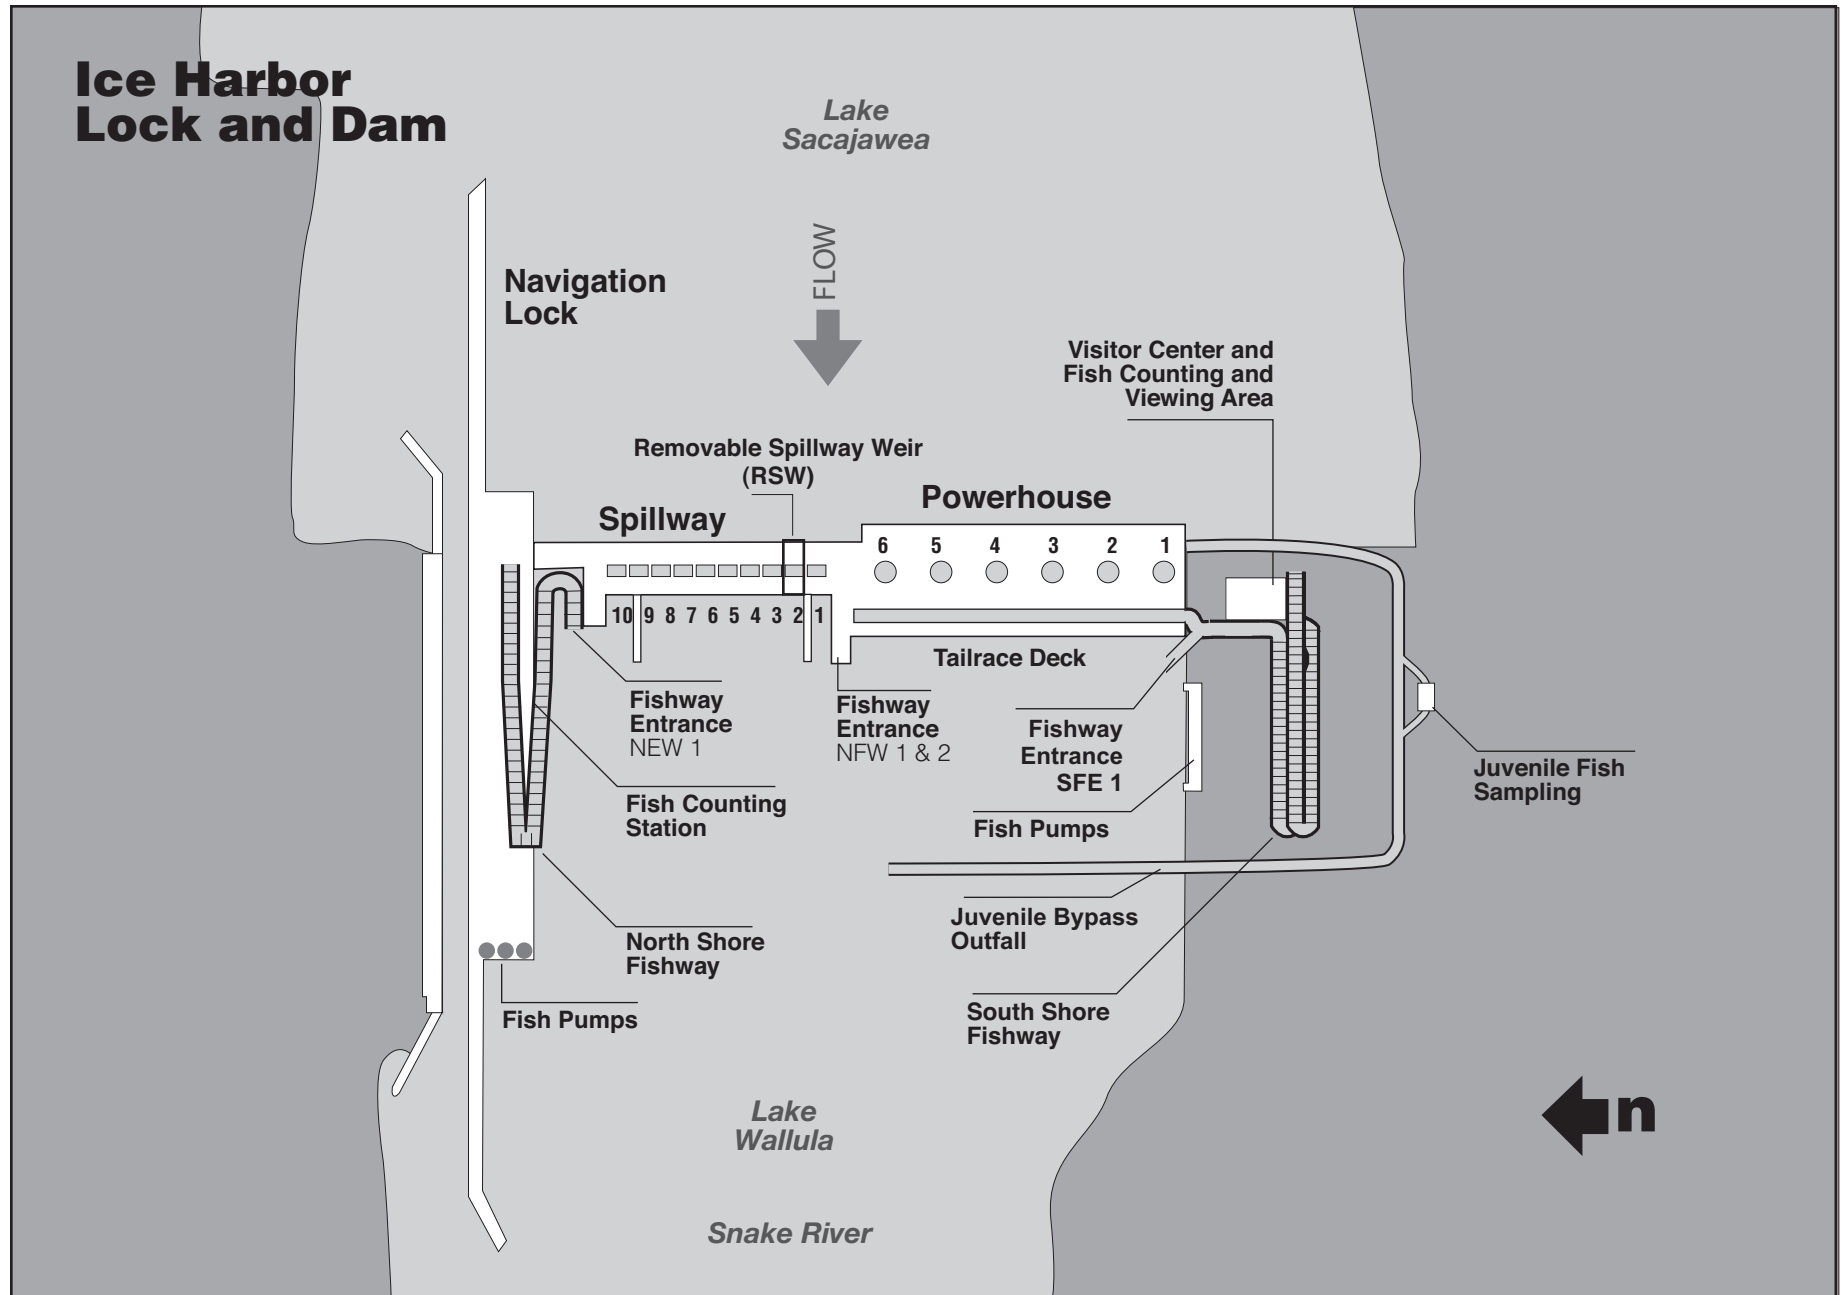 Ice Harbor
Lock and Dam
Lake
Sacajawea
FLOW
Navigation
Lock
Visitor Center and
Fish Counting and
Viewing Area
Removable Spillway Weir
(RSW)
Powerhouse
Spillway
6 5 4 3 2 1
10 9 8 7 6 5 4 3 2 1
Tailrace Deck
Fishway
Entrance
NEW 1
Fishway
Entrance
NFW 1 & 2
Fishway
Entrance
SFE 1
Juvenile Fish
Sampling
Fish Counting
Station
Fish Pumps
Juvenile Bypass
Outfall
North Shore
Fishway
South Shore
Fishway
Fish Pumps
Lake
Wallula
n
Snake River